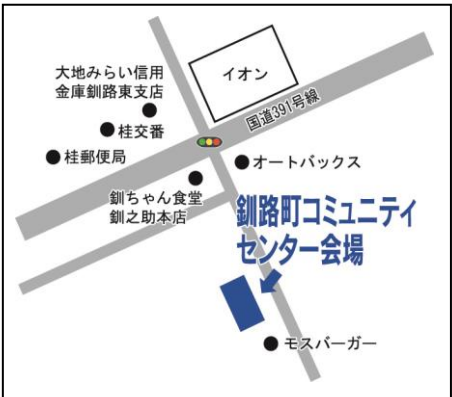 イオン
大地みらい信用
金庫釧路東支店
国道391号線
桂交番
桂郵便局
オートバックス
釧ちゃん食堂
釧之助本店
釧路町コミュニティ
センター会場
モスバーガー